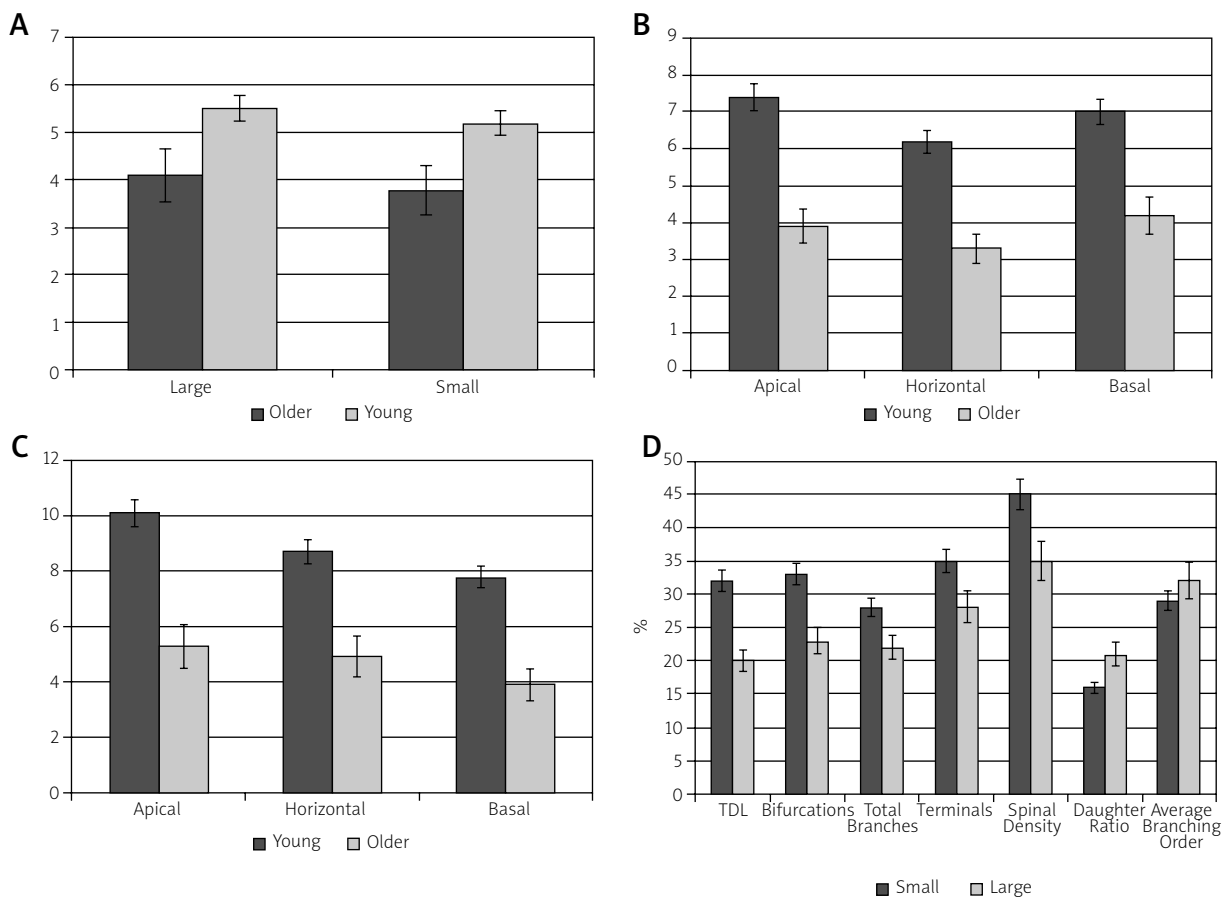 A
7
6
5
4
3
2
1
0
Large Small
Older Young
B
9
8
7
6
5
4
3
2
1
0
Apical Horizontal Basal
Young Older
C
12
10
8
6
4
2
0
Apical Horizontal Basal
Young Older
D
%
50
45
40
35
30
25
20
15
10
5
0
TDL Bifurcations Total Terminals Spinal Daughter Average
Branches Density Ratio Branching
Order
Small Large